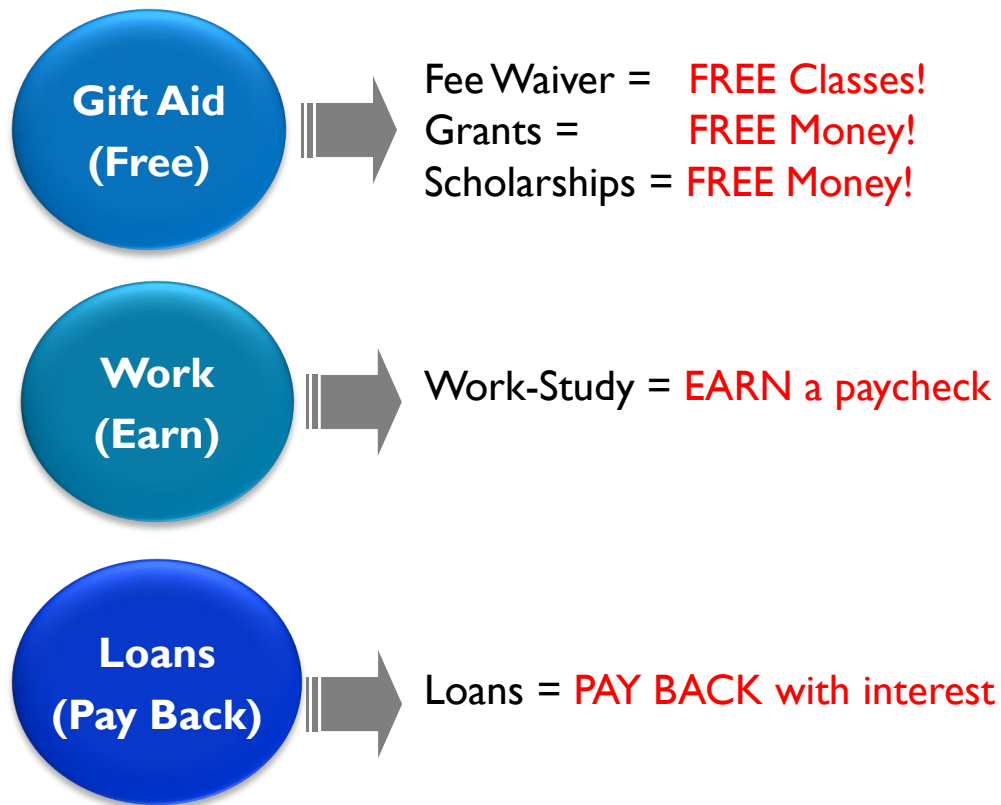 Gift Aid
(Free)
Fee Waiver = FREE Classes!
Grants = FREE Money!
Scholarships = FREE Money!
Work
(Earn)
Work-Study = EARN a paycheck
Loans
(Pay Back)
Loans = PAY BACK with interest